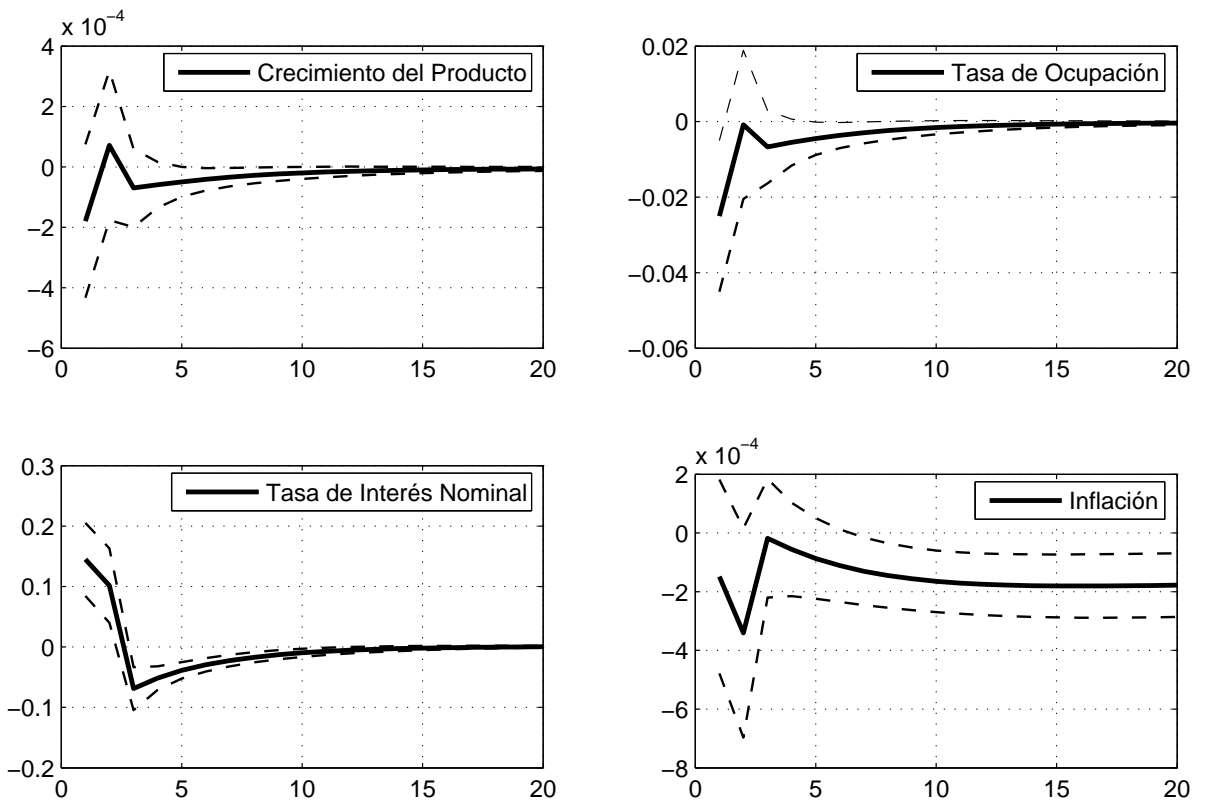 x 10⁻⁴
4
2
0
−2
−4
−6
0 5 10 15 20
Crecimiento del Producto
0.02
0
−0.02
−0.04
−0.06
0 5 10 15 20
Tasa de Ocupación
0.3
0.2
0.1
0
−0.1
−0.2
0 5 10 15 20
Tasa de Interés Nominal
x 10⁻⁴
2
0
−2
−4
−6
−8
0 5 10 15 20
Inflación